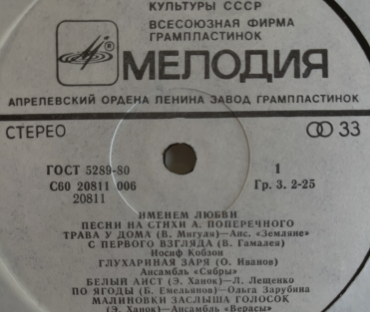 КУЛЬТУРЫ СССР
ВСЕСОЮЗНАЯ ФИРМА
ГРАМПЛАСТИНОК
МЕЛОДИЯ
АПРЕЛЕВСКИЙ ОРДЕНА ЛЕНИНА ЗАВОД ГРАМПЛАСТИНОК
СТЕРЕО 33
ГОСТ 5289-80 1
С60 20811 006 Гр. 3. 2-25
20811
ИМЕНЕМ ЛЮБВИ
ПЕСНИ НА СТИХИ А. ПОПЕРЕЧНОГО
ТРАВА У ДОМА (В. Мигуля)—Анс. «Земляне»
С ПЕРВОГО ВЗГЛЯДА (В. Гамалея)
Иосиф Кобзон
ГЛУХАРИНАЯ ЗАРЯ (О. Иванов)
Ансамбль «Сябры»
БЕЛЫЙ АИСТ (Э. Ханок)—Л. Лещенко
ПО ЯГОДЫ (Б. Емельянов)—Ольга Зарубина
МАЛИНОВКИ ЗАСЛЫША ГОЛОСОК
(Э. Ханок)—Ансамбль «Верасы»